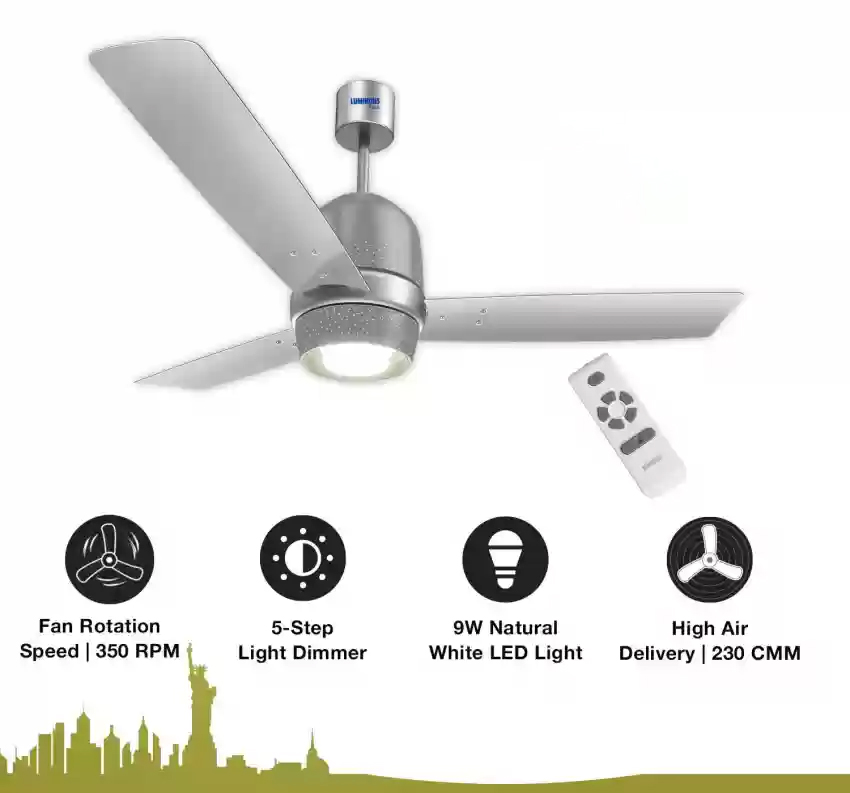 LUMINOUS
Fan Rotation
Speed | 350 RPM
5-Step
Light Dimmer
9W Natural
White LED Light
High Air
Delivery | 230 CMM